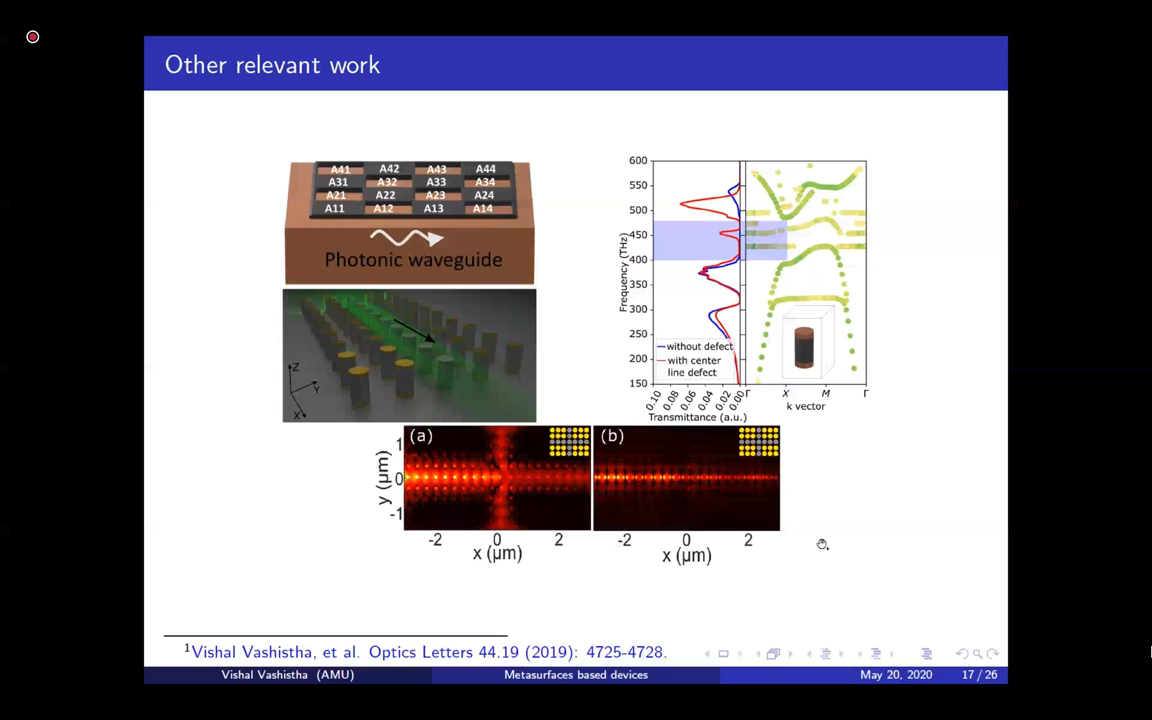 Other relevant work
A41 A42 A43 A44
A31 A32 A33 A34
A21 A22 A23 A24
A11 A12 A13 A14
Photonic waveguide
Z
Y
X
600
550
500
450
400
350
300
250
200
150
Frequency (THz)
without defect
with center
line defect
0.10 0.08 0.06 0.04 0.02 0.00
Transmittance (a.u.)
Γ X M Γ
k vector
(a)
1
0
-1
y (µm)
-2 0 2
x (µm)
(b)
-2 0 2
x (µm)
1Vishal Vashistha, et al. Optics Letters 44.19 (2019): 4725-4728.
Vishal Vashistha (AMU) Metasurfaces based devices May 20, 2020 17 / 26